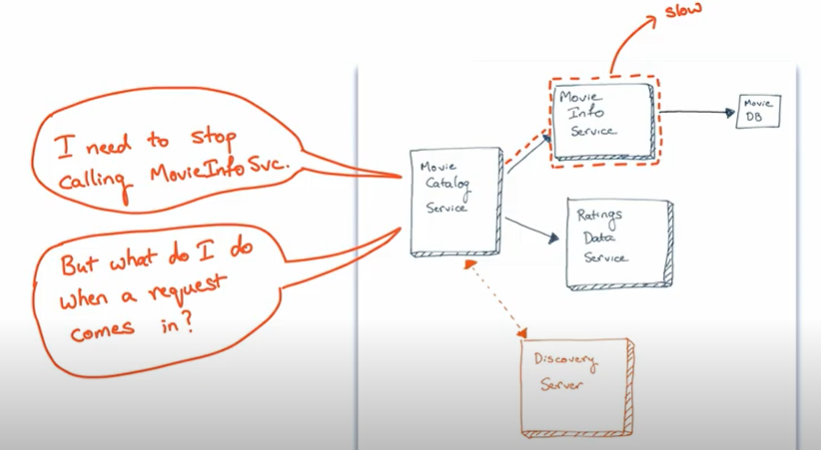 slow
I need to stop
calling MovieInfoSvc.
But what do I do
when a request
comes in?
Movie
Catalog
Service
Movie
Info
Service
Movie
DB
Ratings
Data
Service
Discovery
Server